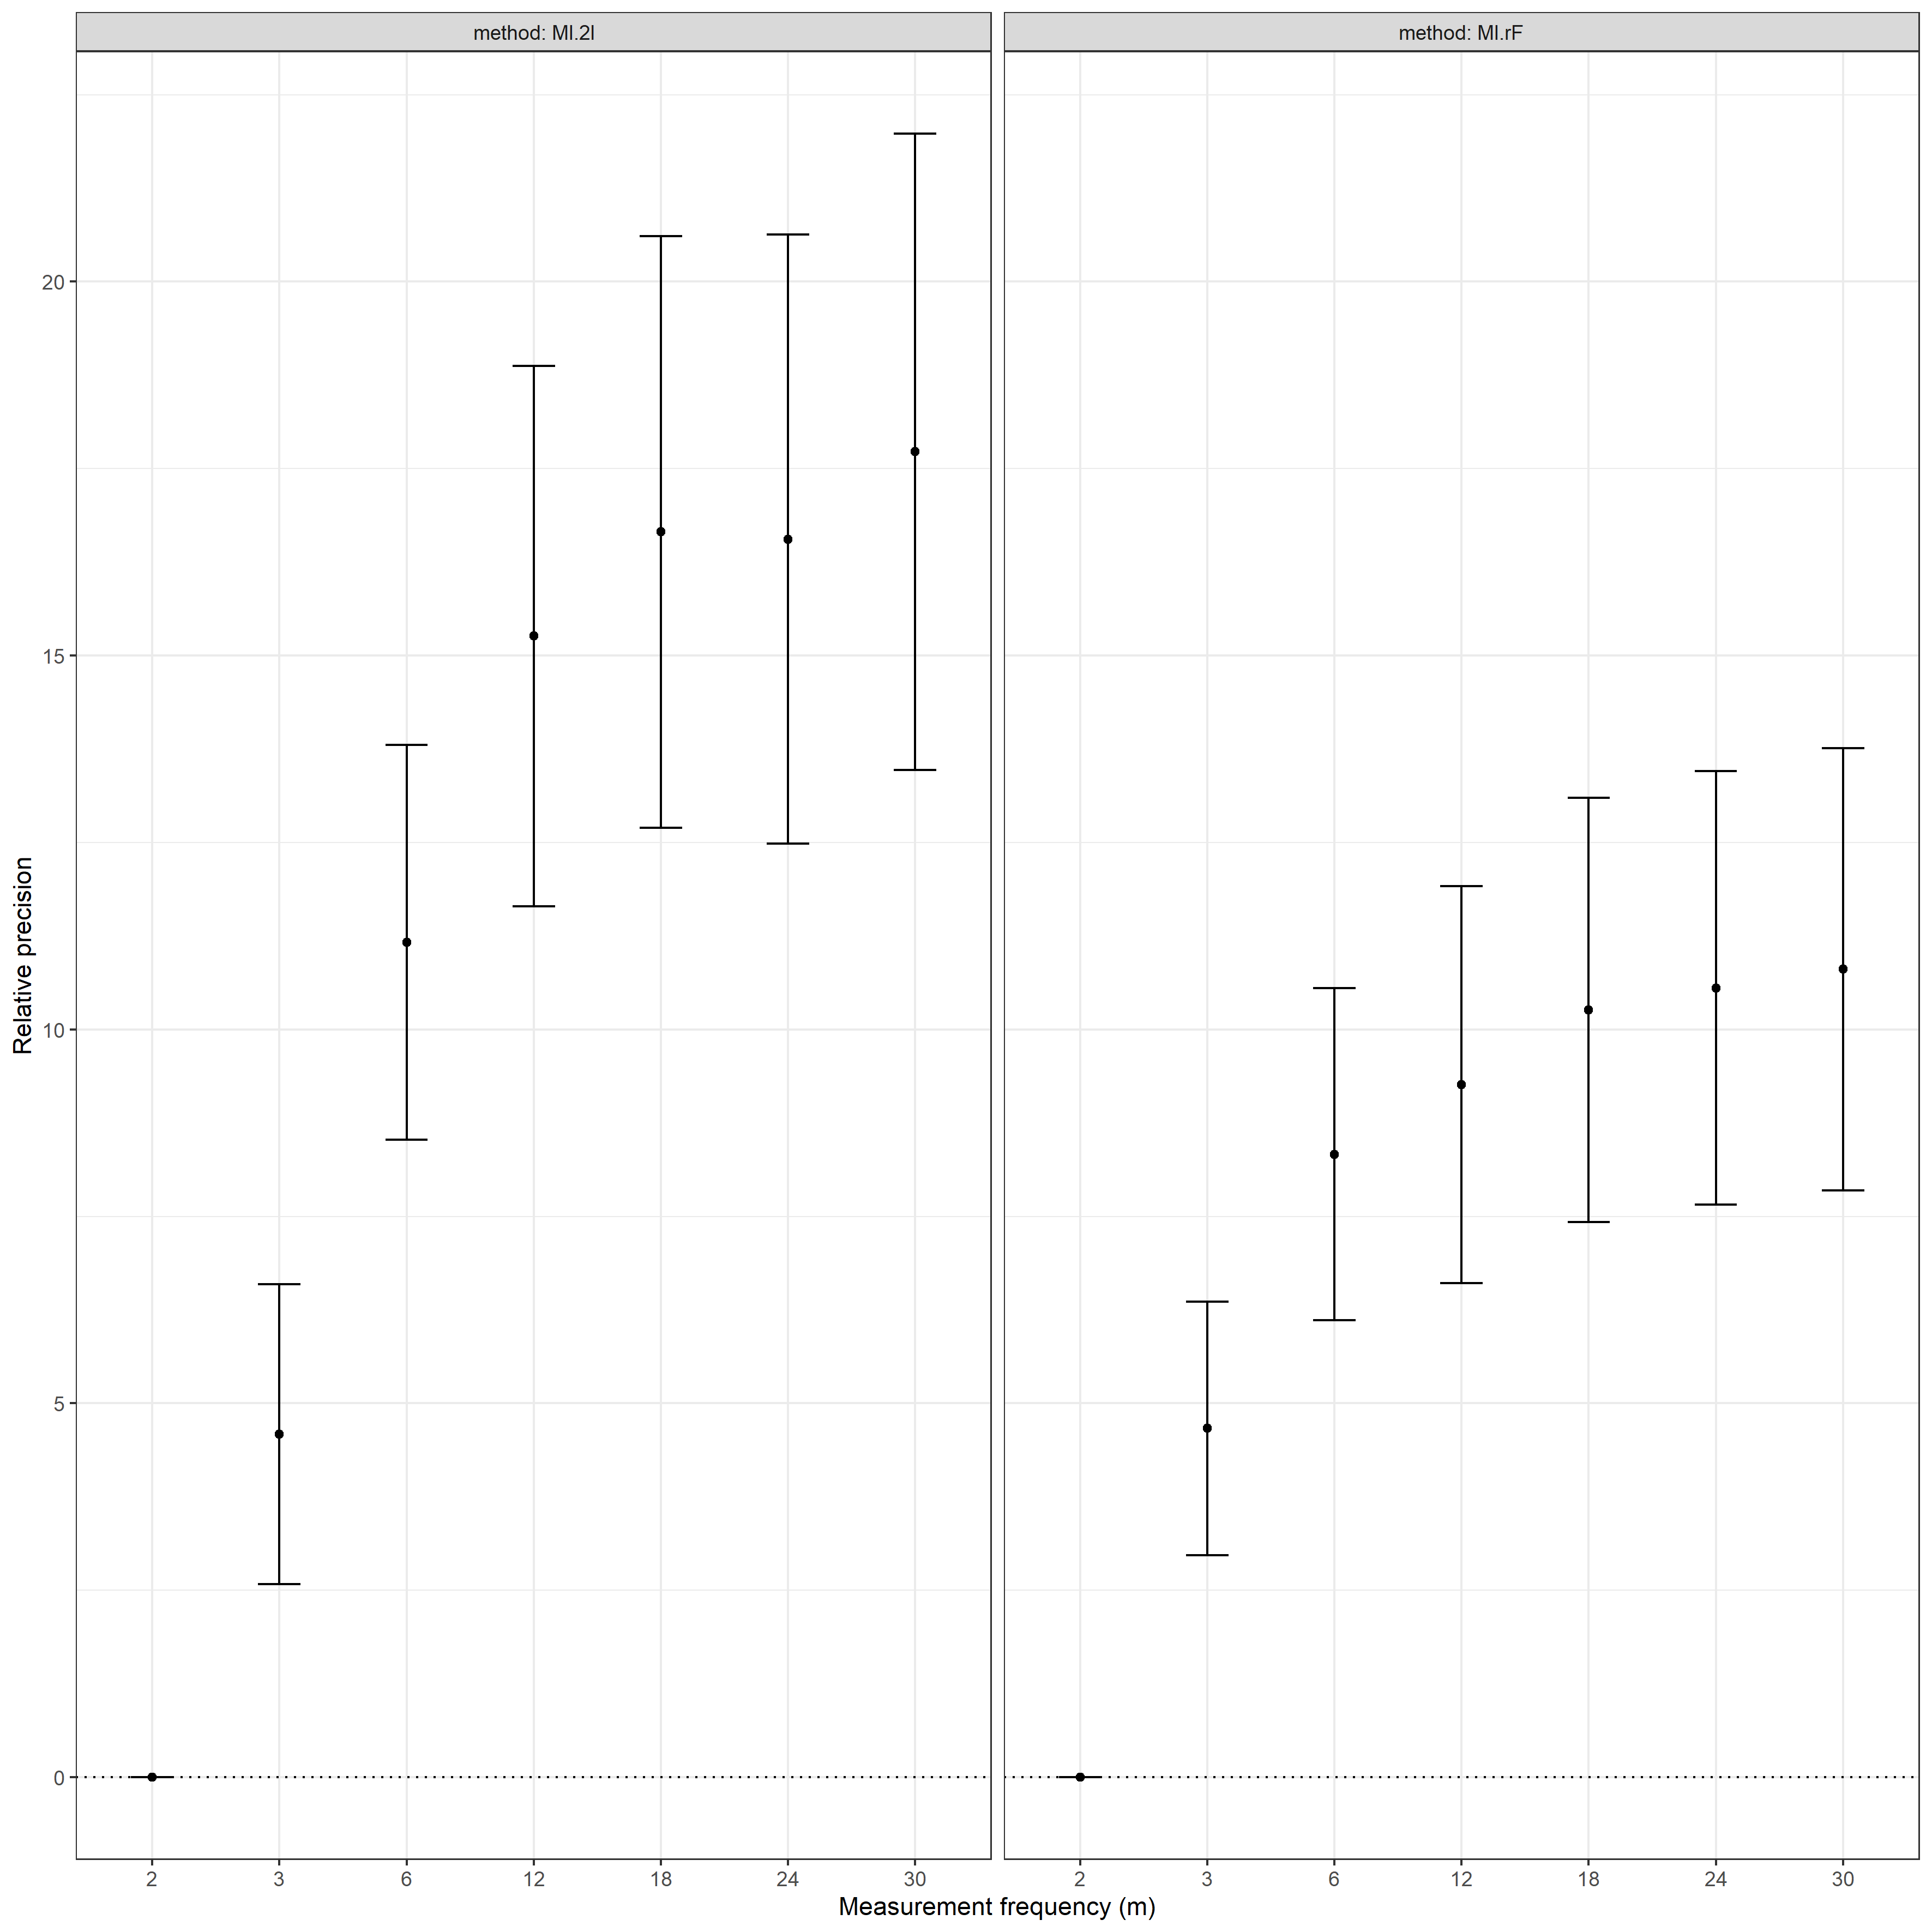 method: MI.2l
method: MI.rF
Relative precision
20
15
10
5
0
2 3 6 12 18 24 30
2 3 6 12 18 24 30
Measurement frequency (m)